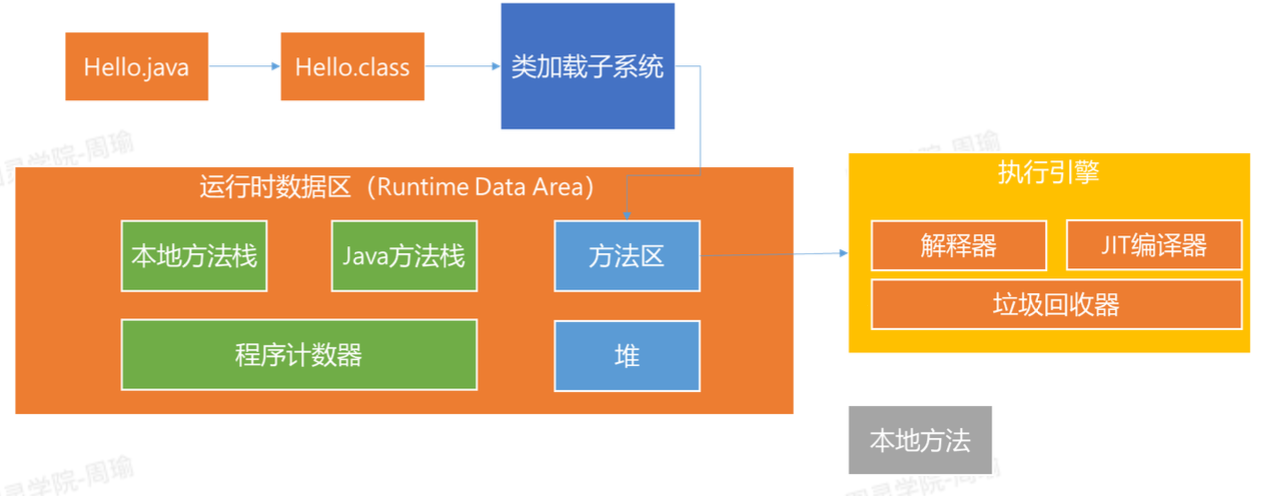 Hello.java
Hello.class
类加载子系统
运行时数据区（Runtime Data Area）
本地方法栈
Java方法栈
方法区
程序计数器
堆
执行引擎
解释器
JIT编译器
垃圾回收器
本地方法
学院-周瑜
学院-周瑜
学院-周瑜
学院-周瑜